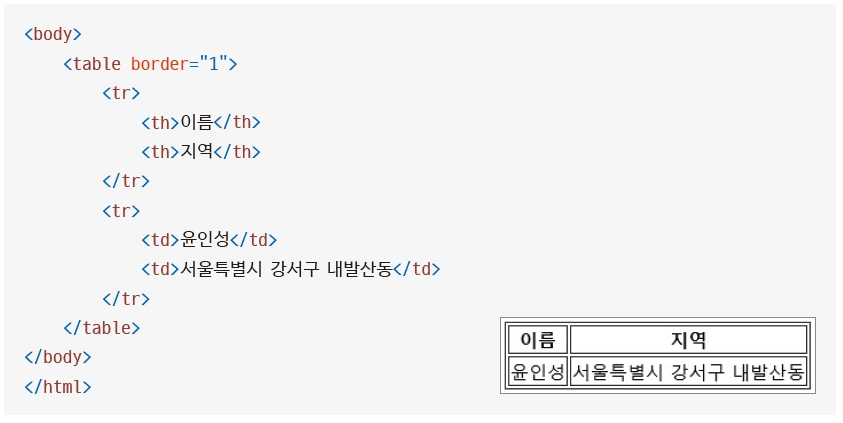 <body>
<table border="1">
<tr>
<th>이름</th>
<th>지역</th>
</tr>
<tr>
<td>윤인성</td>
<td>서울특별시 강서구 내발산동</td>
</tr>
</table>
</body>
</html>
이름 지역
윤인성 서울특별시 강서구 내발산동